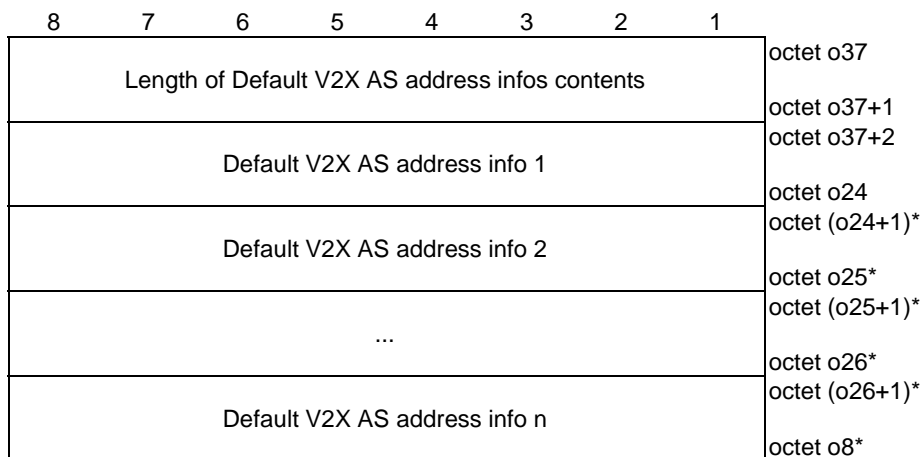 8 7 6 5 4 3 2 1
Length of Default V2X AS address infos contents
octet o37
octet o37+1
Default V2X AS address info 1
octet o37+2
octet o24
Default V2X AS address info 2
octet (o24+1)*
octet o25*
...
octet (o25+1)*
octet o26*
Default V2X AS address info n
octet (o26+1)*
octet o8*